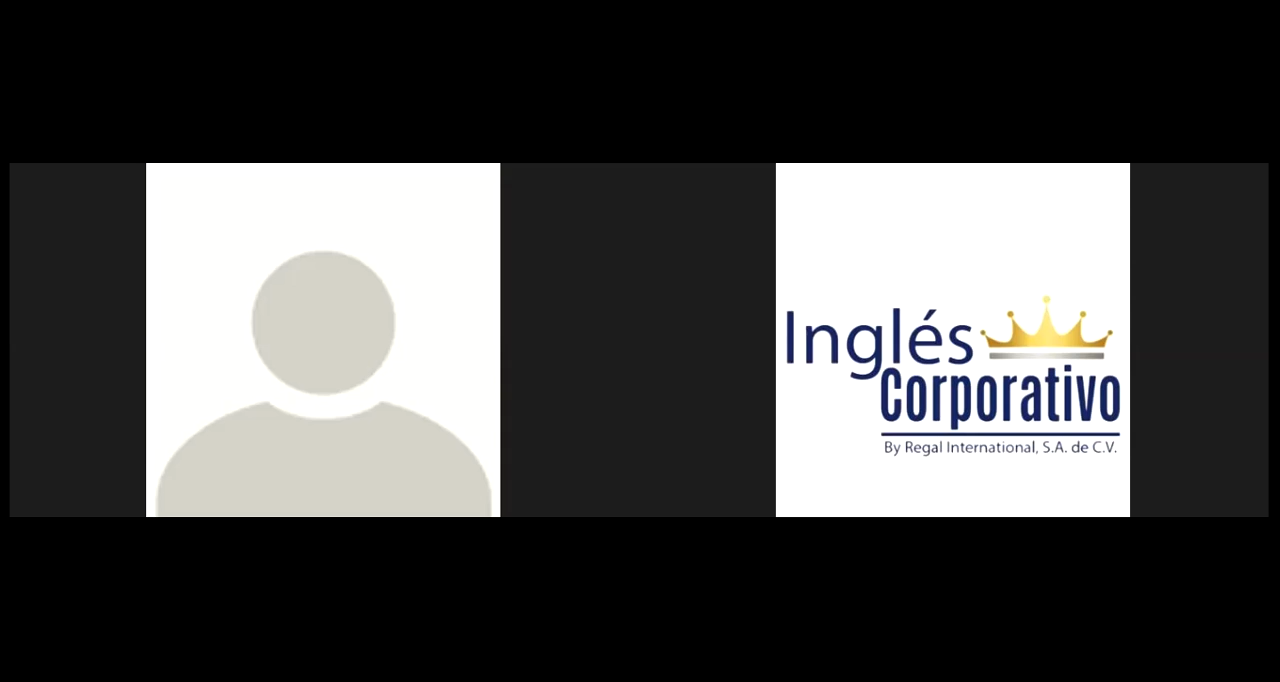 Inglés
Corporativo
By Regal International, S.A. de C.V.